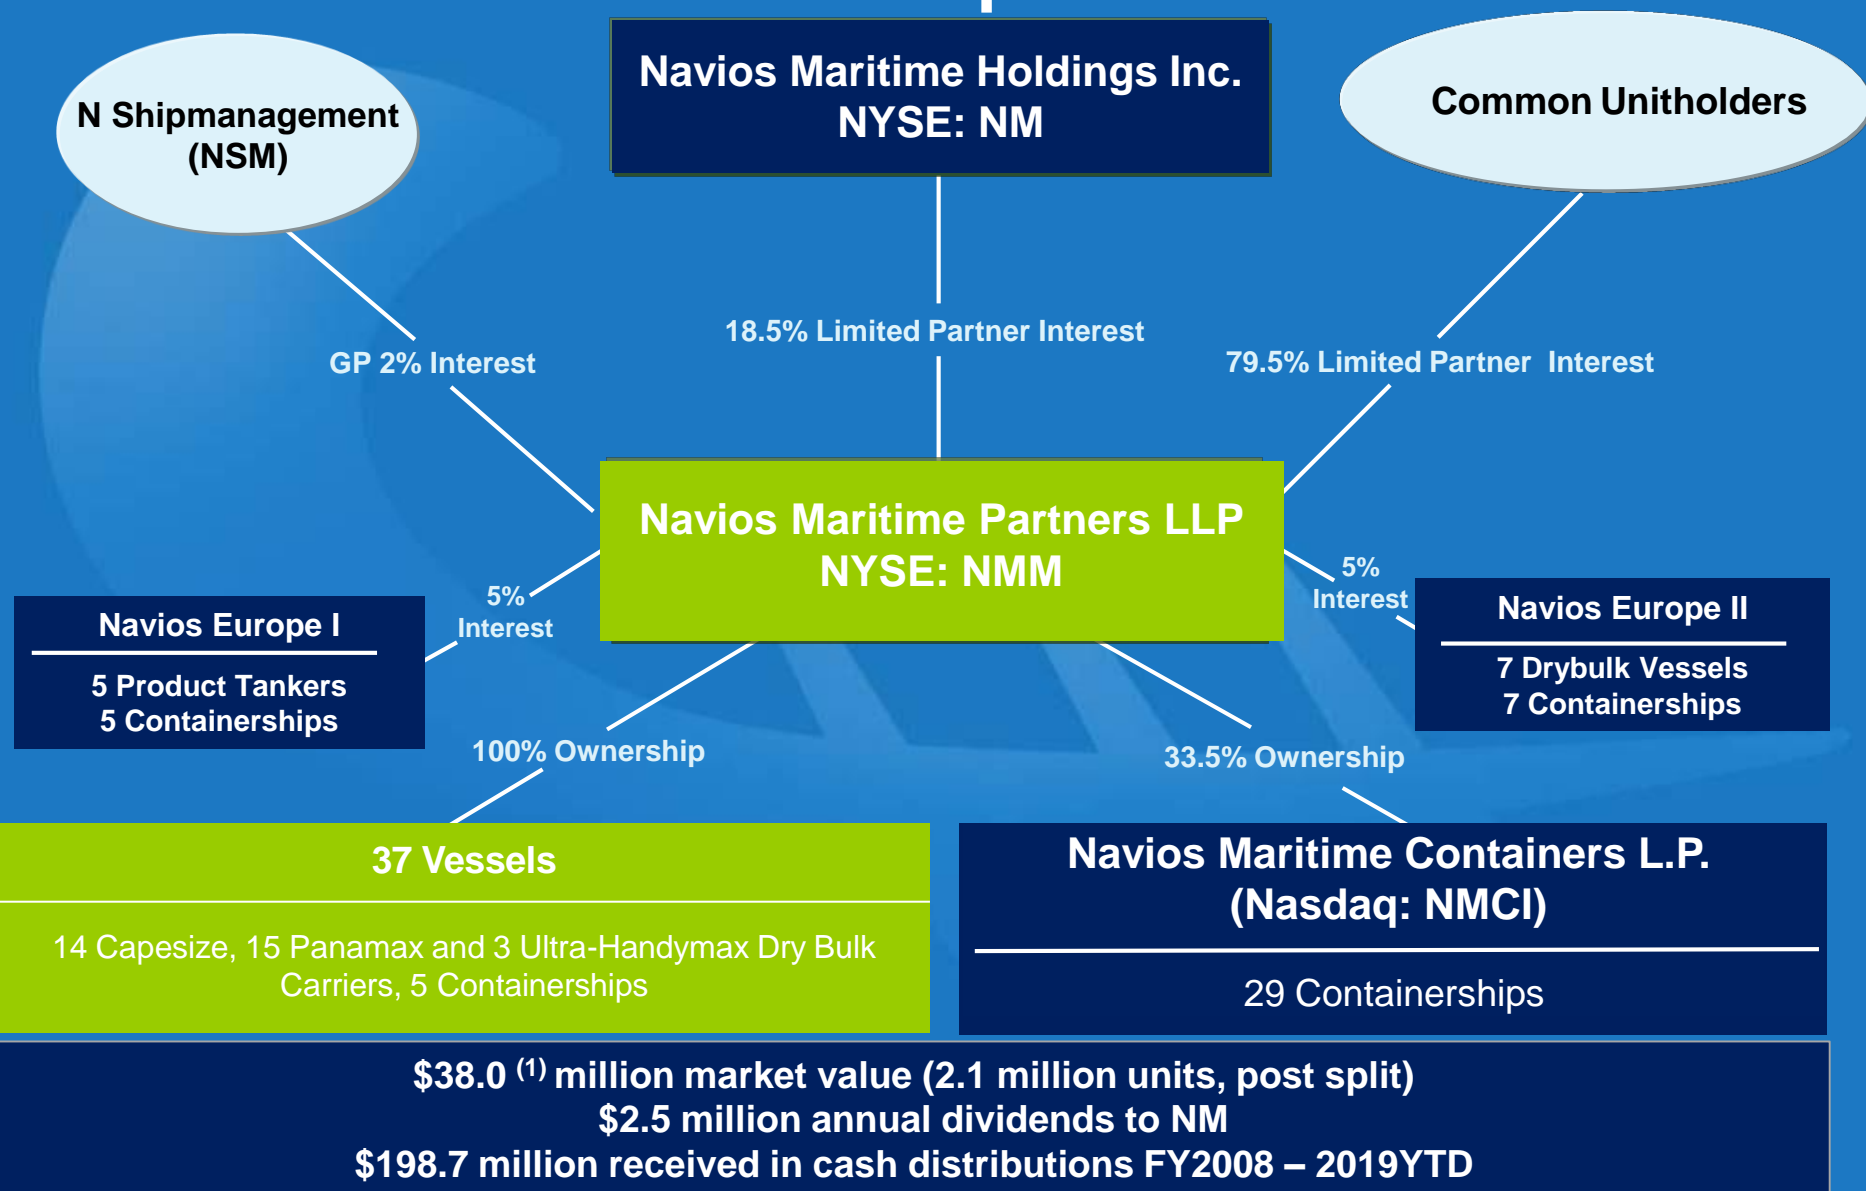 N Shipmanagement
(NSM)
Navios Maritime Holdings Inc.
NYSE: NM
Common Unitholders
GP 2% Interest
18.5% Limited Partner Interest
79.5% Limited Partner Interest
Navios Maritime Partners LLP
NYSE: NMM
5%
Interest
5%
Interest
Navios Europe I
5 Product Tankers
5 Containerships
Navios Europe II
7 Drybulk Vessels
7 Containerships
100% Ownership
33.5% Ownership
37 Vessels
14 Capesize, 15 Panamax and 3 Ultra-Handymax Dry Bulk
Carriers, 5 Containerships
Navios Maritime Containers L.P.
(Nasdaq: NMCI)
29 Containerships
$38.0 (1) million market value (2.1 million units, post split)
$2.5 million annual dividends to NM
$198.7 million received in cash distributions FY2008 – 2019YTD